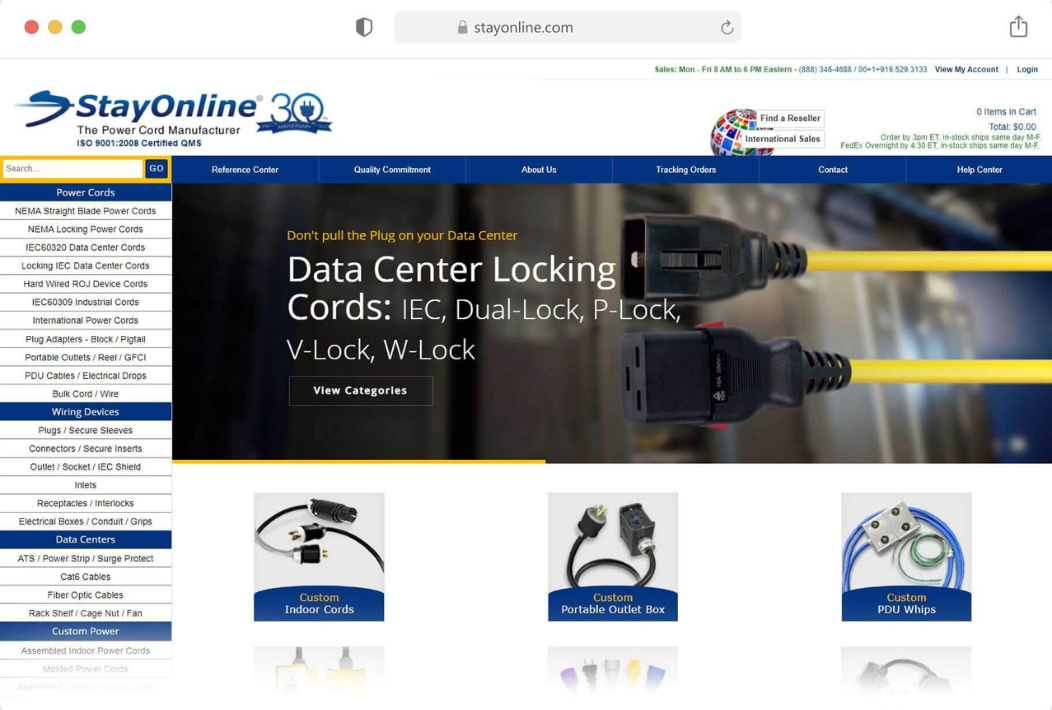 stayonline.com
Sales: Mon - Fri 8 AM to 6 PM Eastern - (888) 346-4688 / 00+1+919.529.3133 View My Account | Login
StayOnline® 30
The Power Cord Manufacturer
ISO 9001:2008 Certified QMS
Find a Reseller
International Sales
0 Items in Cart
Total: $0.00
Order by 3pm ET, in-stock ships same day M-F.
FedEx Overnight by 4:30 ET, in-stock ships same day M-F.
Search... GO
Reference Center Quality Commitment About Us Tracking Orders Contact Help Center
Power Cords
NEMA Straight Blade Power Cords
NEMA Locking Power Cords
IEC60320 Data Center Cords
Locking IEC Data Center Cords
Hard Wired ROJ Device Cords
IEC60309 Industrial Cords
International Power Cords
Plug Adapters - Block / Pigtail
Portable Outlets / Reel / GFCI
PDU Cables / Electrical Drops
Bulk Cord / Wire
Wiring Devices
Plugs / Secure Sleeves
Connectors / Secure Inserts
Outlet / Socket / IEC Shield
Inlets
Receptacles / Interlocks
Electrical Boxes / Conduit / Grips
Data Centers
ATS / Power Strip / Surge Protect
Cat6 Cables
Fiber Optic Cables
Rack Shelf / Cage Nut / Fan
Custom Power
Assembled Indoor Power Cords
Molded Power Cords
Don't pull the Plug on your Data Center
Data Center Locking
Cords: IEC, Dual-Lock, P-Lock,
V-Lock, W-Lock
View Categories
Custom
Indoor Cords
Custom
Portable Outlet Box
Custom
PDU Whips